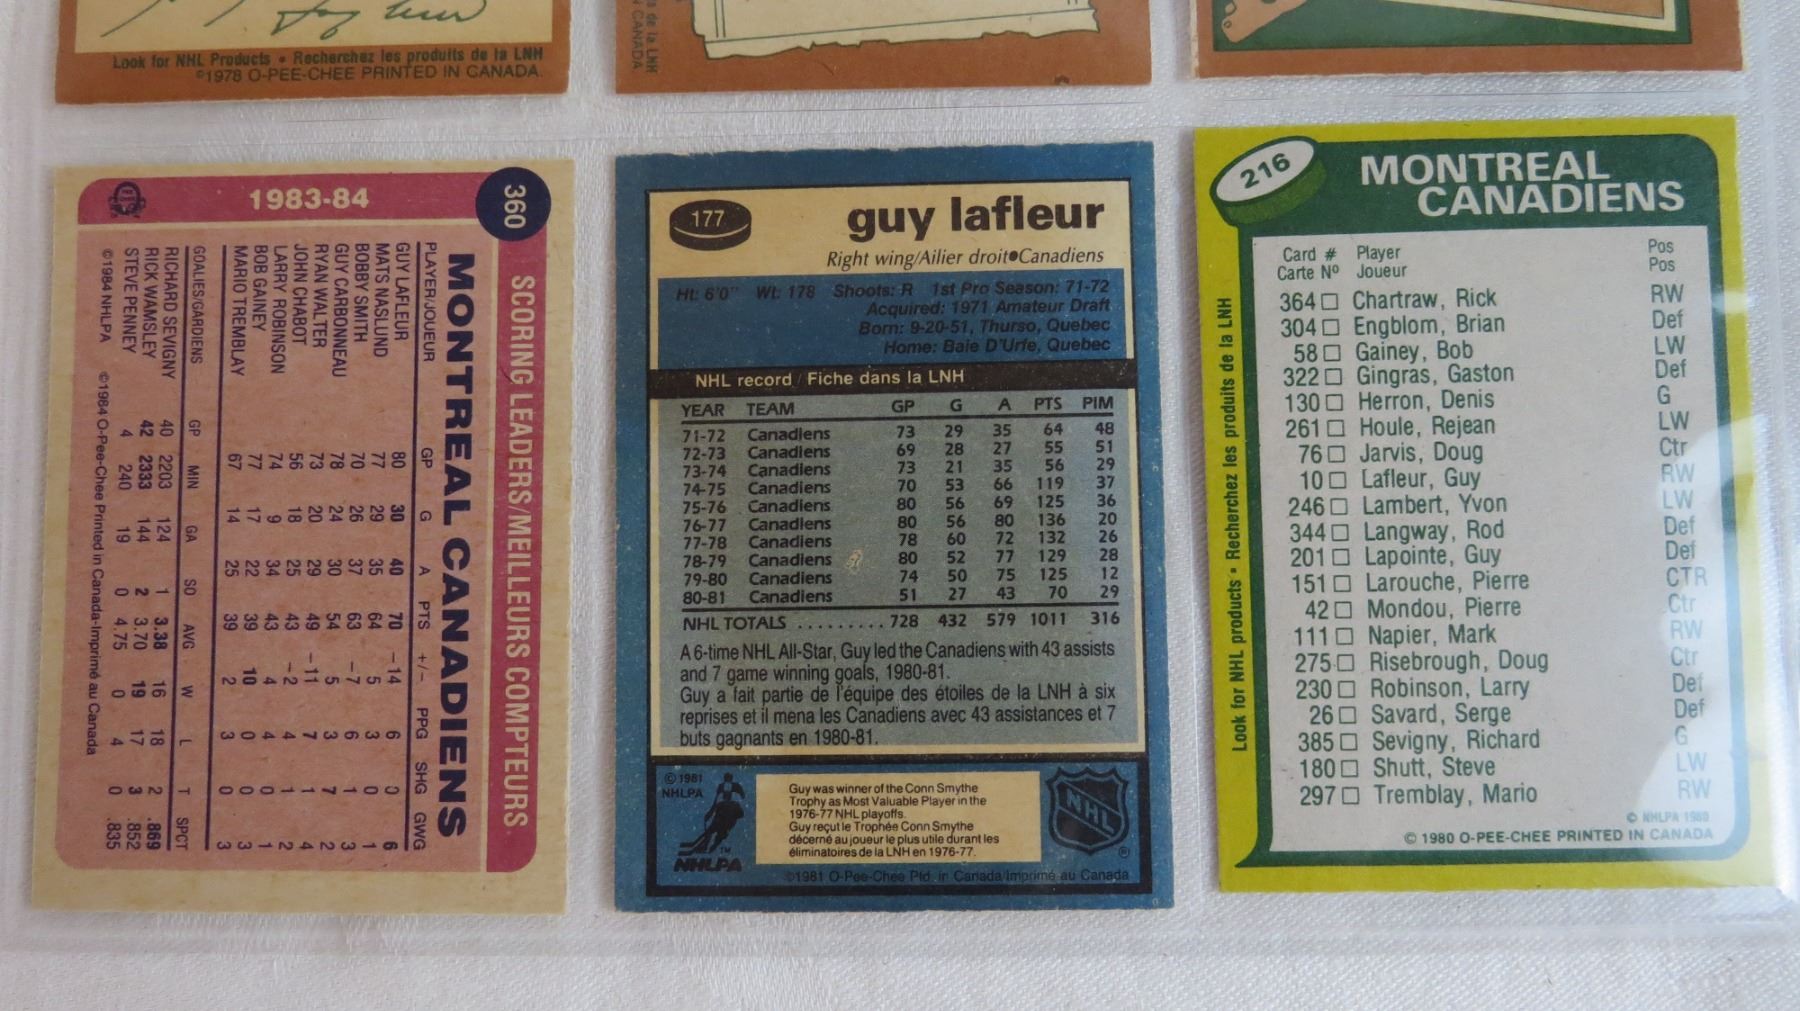 Look for NHL Products • Recherchez les produits de la LNH
©1978 O-PEE-CHEE PRINTED IN CANADA.
de la LNH
N CANADA
360
1983-84
SCORING LEADERS/MEILLEURS COMPTEURS
MONTREAL CANADIENS
PLAYER/JOUEUR GP G A PTS +/- PPG SHG GWG
GUY LAFLEUR 80 30 40 70 -14 6 0 6
MATS NASLUND 77 29 35 64 5 3 0 1
BOBBY SMITH 70 26 37 63 -7 6 1 3
GUY CARBONNEAU 78 24 30 54 5 3 7 2
RYAN WALTER 73 20 29 49 -11 7 1 4
JOHN CHABOT 56 18 25 43 -2 4 1 2
LARRY ROBINSON 74 9 34 43 4 4 0 1
BOB GAINEY 77 17 22 39 10 0 0 3
MARIO TREMBLAY 67 14 25 39 2 3 0 3
GOALIES/GARDIENS GP MIN GA SO AVG W L T SPCT
RICHARD SEVIGNY 40 2203 124 1 3.38 16 18 2 .869
RICK WAMSLEY 42 2333 144 2 3.70 19 17 3 .852
STEVE PENNEY 4 240 19 0 4.75 0 4 0 .835
©1984 NHLPA ©1984 O-Pee-Chee Printed in Canada-Imprimé au Canada
177
guy lafleur
Right wing/Ailier droit•Canadiens
Ht: 6'0" Wt: 178 Shoots: R 1st Pro Season: 71-72
Acquired: 1971 Amateur Draft
Born: 9-20-51, Thurso, Quebec
Home: Baie D'Urfe, Quebec
NHL record / Fiche dans la LNH
YEAR TEAM GP G A PTS PIM
71-72 Canadiens 73 29 35 64 48
72-73 Canadiens 69 28 27 55 51
73-74 Canadiens 73 21 35 56 29
74-75 Canadiens 70 53 66 119 37
75-76 Canadiens 80 56 69 125 36
76-77 Canadiens 80 56 80 136 20
77-78 Canadiens 78 60 72 132 26
78-79 Canadiens 80 52 77 129 28
79-80 Canadiens 74 50 75 125 12
80-81 Canadiens 51 27 43 70 29
NHL TOTALS ......... 728 432 579 1011 316
A 6-time NHL All-Star, Guy led the Canadiens with 43 assists
and 7 game winning goals, 1980-81.
Guy a fait partie de l'équipe des étoiles de la LNH à six
reprises et il mena les Canadiens avec 43 assistances et 7
buts gagnants en 1980-81.
© 1981
NHLPA
NHLPA
TM
Guy was winner of the Conn Smythe
Trophy as Most Valuable Player in the
1976-77 NHL playoffs.
Guy reçut le Trophée Conn Smythe
décerné au joueur le plus utile durant les
éliminatoires de la LNH en 1976-77.
NHL
®
©1981 O-Pee-Chee Ptd. in Canada/Imprimé au Canada
216
MONTREAL
CANADIENS
Card # Player Pos
Carte Nº Joueur Pos
364 □ Chartraw, Rick RW
304 □ Engblom, Brian Def
58 □ Gainey, Bob LW
322 □ Gingras, Gaston Def
130 □ Herron, Denis G
261 □ Houle, Rejean LW
76 □ Jarvis, Doug Ctr
10 □ Lafleur, Guy RW
246 □ Lambert, Yvon LW
344 □ Langway, Rod Def
201 □ Lapointe, Guy Def
151 □ Larouche, Pierre CTR
42 □ Mondou, Pierre Ctr
111 □ Napier, Mark RW
275 □ Risebrough, Doug Ctr
230 □ Robinson, Larry Def
26 □ Savard, Serge Def
385 □ Sevigny, Richard G
180 □ Shutt, Steve LW
297 □ Tremblay, Mario RW
© NHLPA 1980
© 1980 O-PEE-CHEE PRINTED IN CANADA
Look for NHL products • Recherchez les produits de la LNH